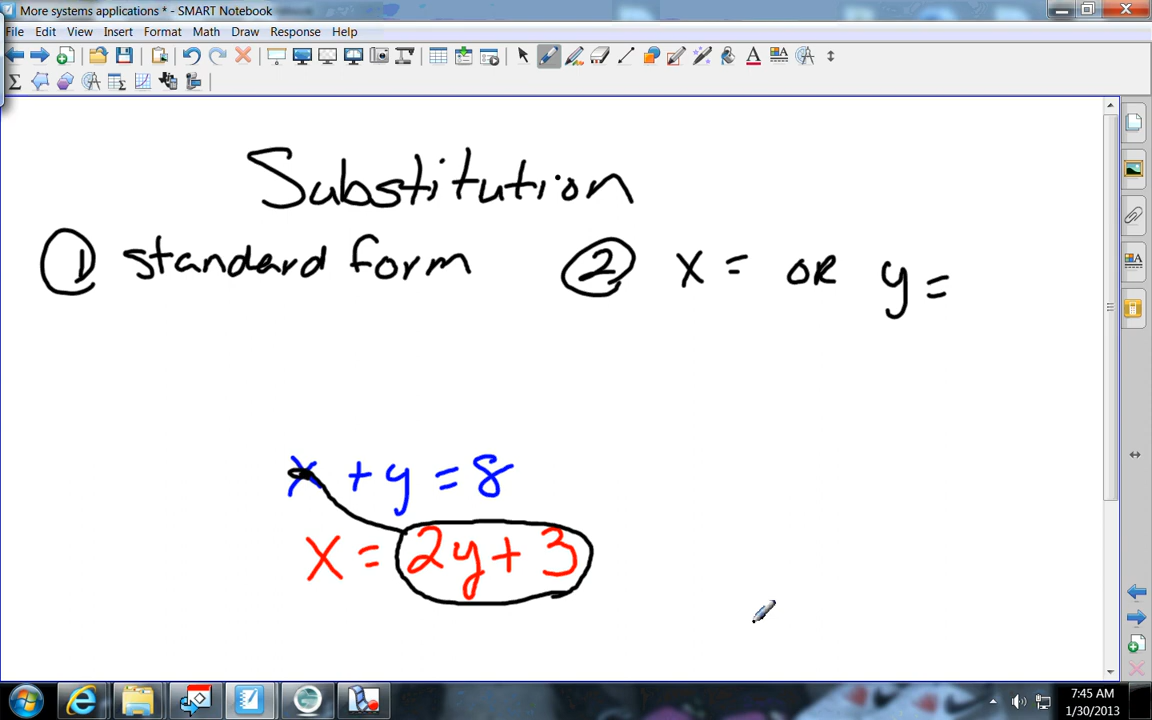 More systems applications * - SMART Notebook
File Edit View Insert Format Math Draw Response Help
Substitution
① standard form ② x = OR y =
x + y = 8
x = 2y + 3
7:45 AM
1/30/2013